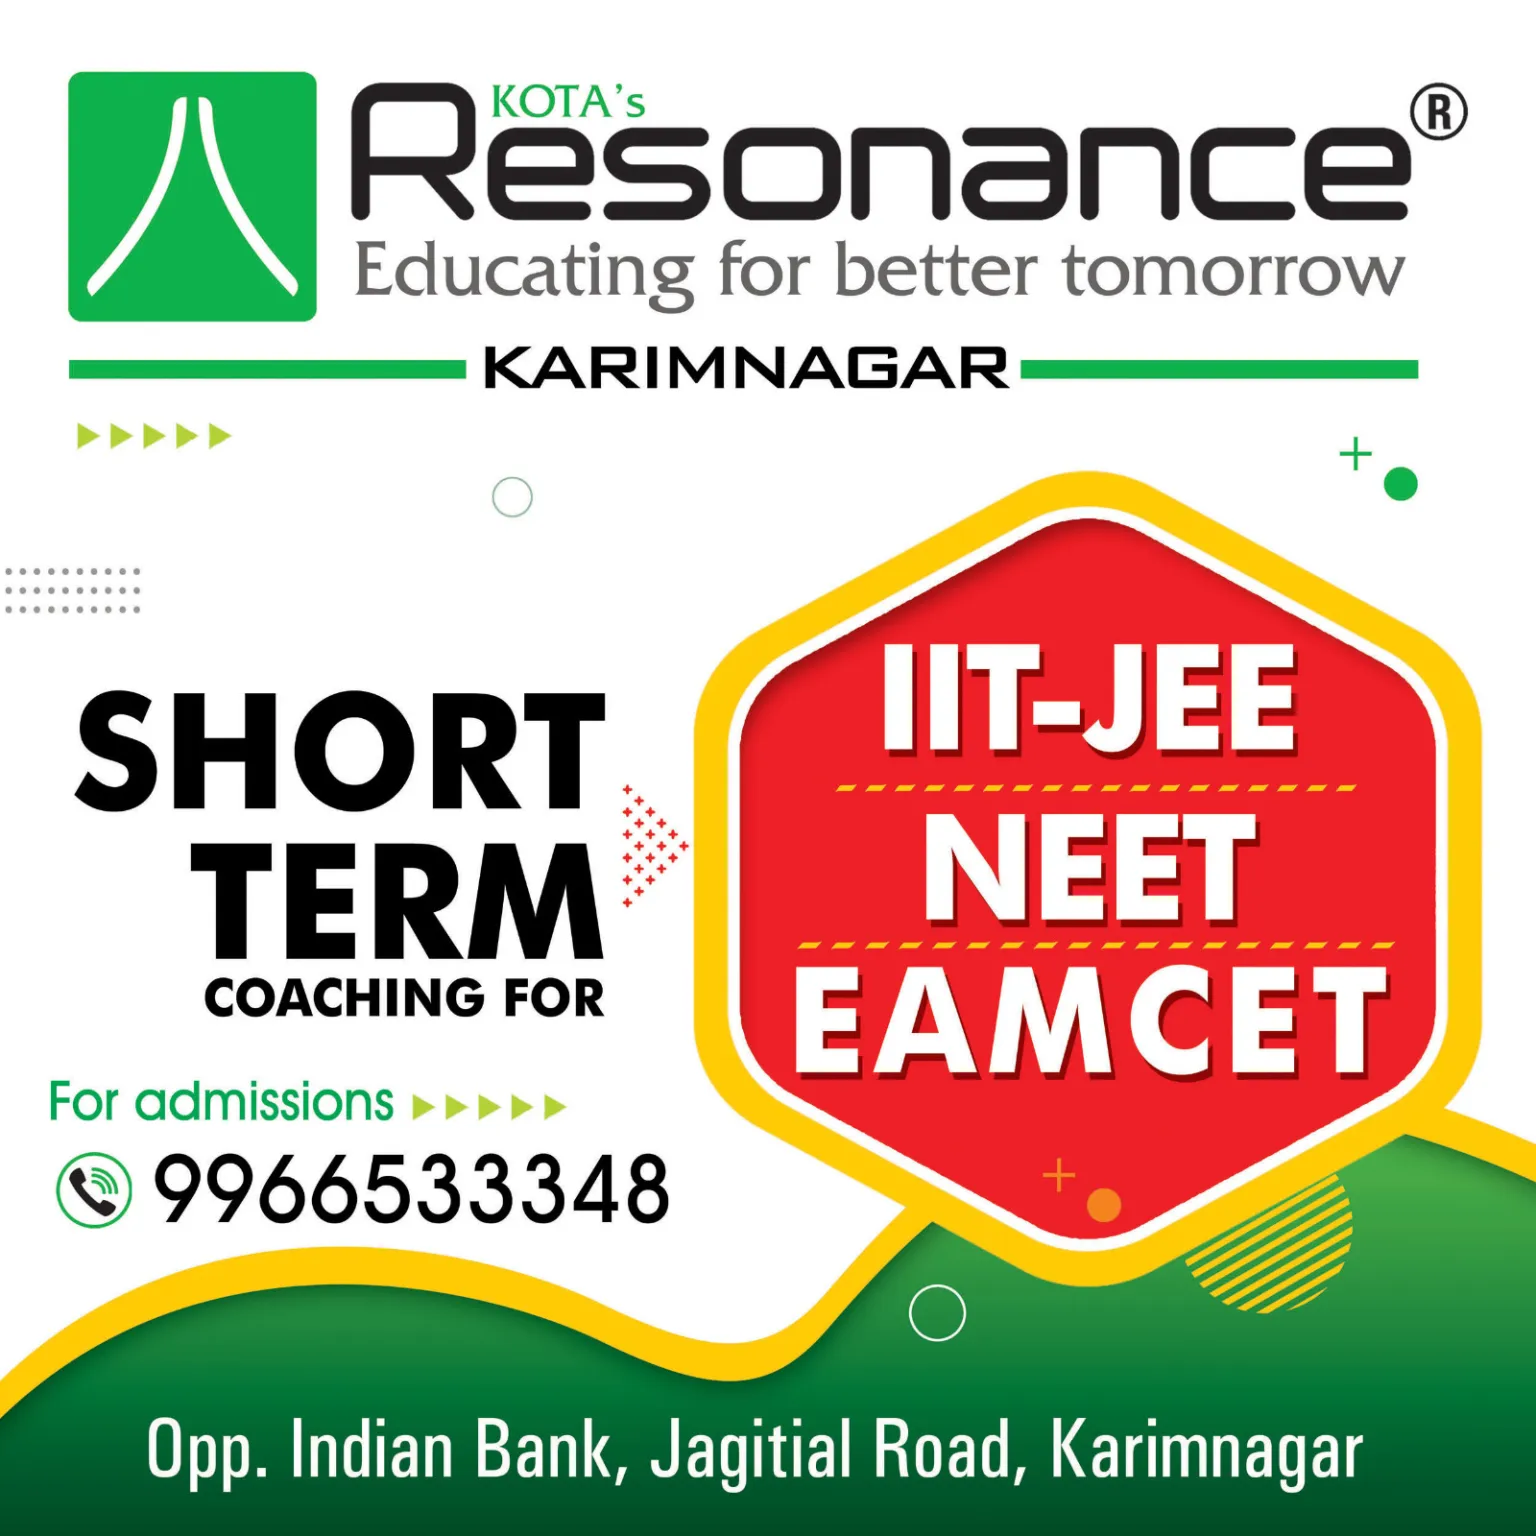 KOTA's
Resonance®
Educating for better tomorrow
KARIMNAGAR
SHORT
TERM
COACHING FOR
IIT-JEE
NEET
EAMCET
For admissions
9966533348
Opp. Indian Bank, Jagitial Road, Karimnagar